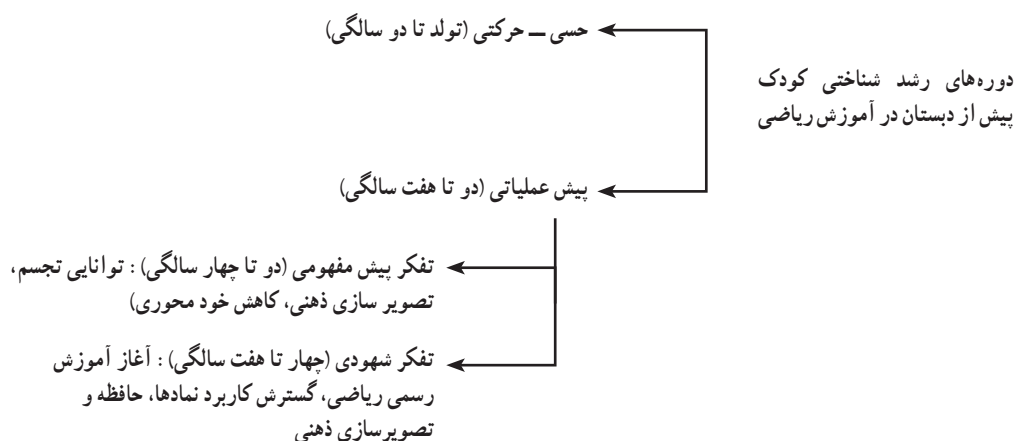 دوره‌های رشد شناختی کودک
پیش از دبستان در آموزش ریاضی
حسی ــ حرکتی (تولد تا دو سالگی)
پیش عملیاتی (دو تا هفت سالگی)
تفکر پیش مفهومی (دو تا چهار سالگی) : توانایی تجسم،
تصویر سازی ذهنی، کاهش خود محوری)
تفکر شهودی (چهار تا هفت سالگی) : آغاز آموزش
رسمی ریاضی، گسترش کاربرد نمادها، حافظه و
تصویرسازی ذهنی